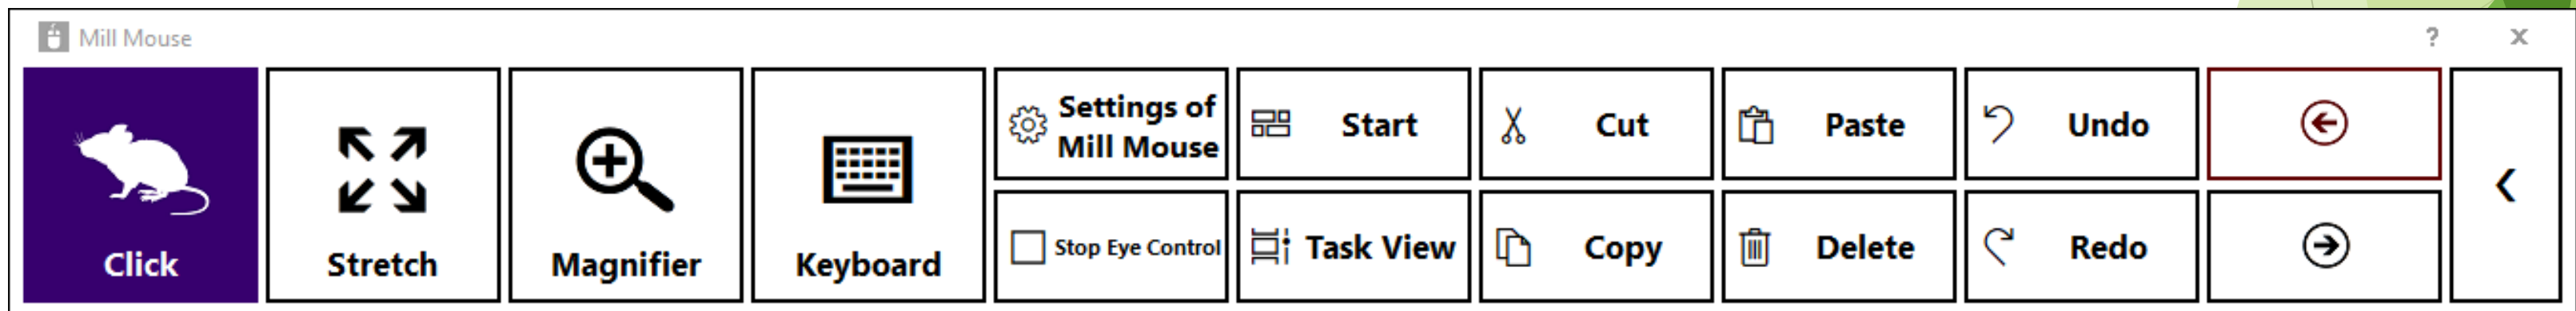 Mill Mouse
?
x
Click
Stretch
Magnifier
Keyboard
Settings of
Mill Mouse
Stop Eye Control
Start
Task View
Cut
Copy
Paste
Delete
Undo
Redo